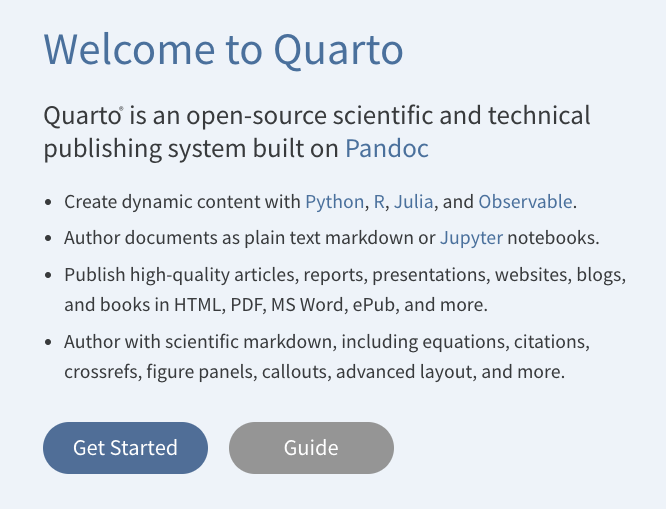 Welcome to Quarto
Quarto® is an open-source scientific and technical
publishing system built on Pandoc
• Create dynamic content with Python, R, Julia, and Observable.
• Author documents as plain text markdown or Jupyter notebooks.
• Publish high-quality articles, reports, presentations, websites, blogs,
and books in HTML, PDF, MS Word, ePub, and more.
• Author with scientific markdown, including equations, citations,
crossrefs, figure panels, callouts, advanced layout, and more.
Get Started
Guide